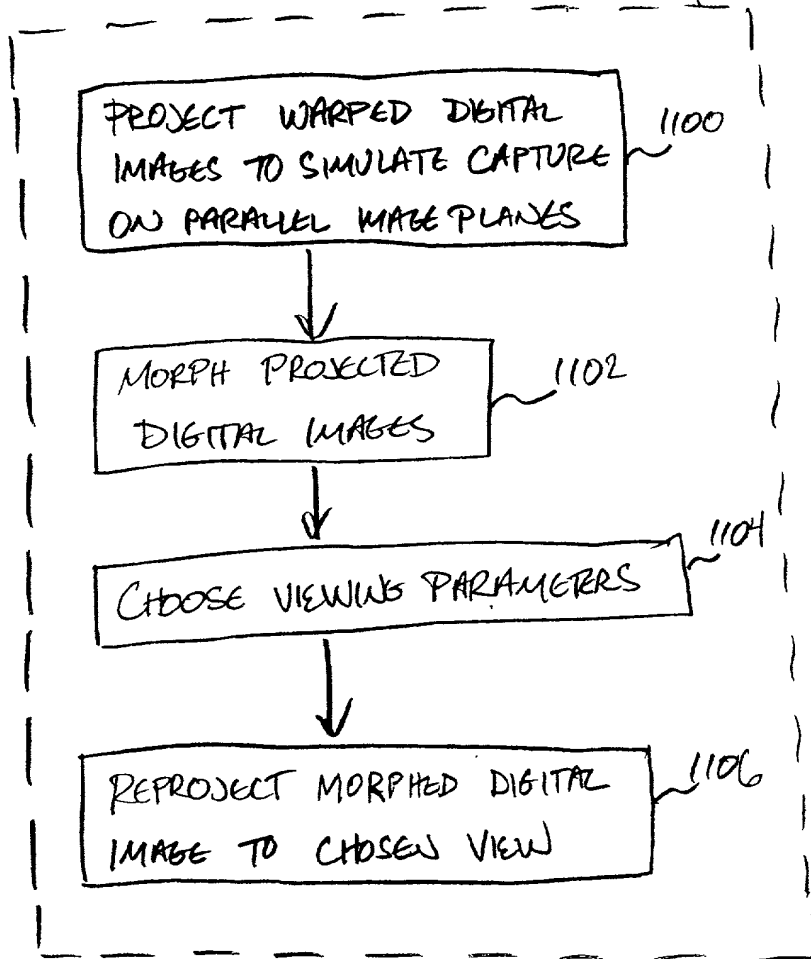 PROJECT WARPED DIGITAL
IMAGES TO SIMULATE CAPTURE
ON PARALLEL IMAGE PLANES
1100
MORPH PROJECTED
DIGITAL IMAGES
1102
CHOOSE VIEWING PARAMETERS
1104
REPROJECT MORPHED DIGITAL
IMAGE TO CHOSEN VIEW
1106